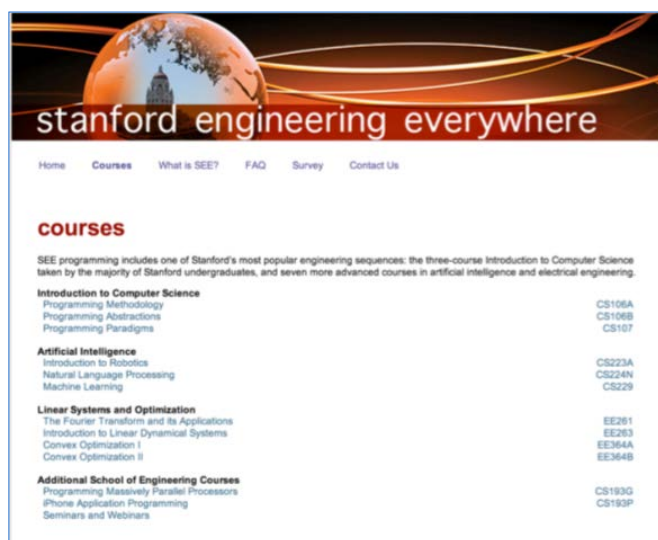 stanford engineering everywhere
Home Courses What is SEE? FAQ Survey Contact Us
courses
SEE programming includes one of Stanford's most popular engineering sequences: the three-course Introduction to Computer Science
taken by the majority of Stanford undergraduates, and seven more advanced courses in artificial intelligence and electrical engineering.
Introduction to Computer Science
Programming Methodology CS106A
Programming Abstractions CS106B
Programming Paradigms CS107
Artificial Intelligence
Introduction to Robotics CS223A
Natural Language Processing CS224N
Machine Learning CS229
Linear Systems and Optimization
The Fourier Transform and its Applications EE261
Introduction to Linear Dynamical Systems EE263
Convex Optimization I EE364A
Convex Optimization II EE364B
Additional School of Engineering Courses
Programming Massively Parallel Processors CS193G
iPhone Application Programming CS193P
Seminars and Webinars